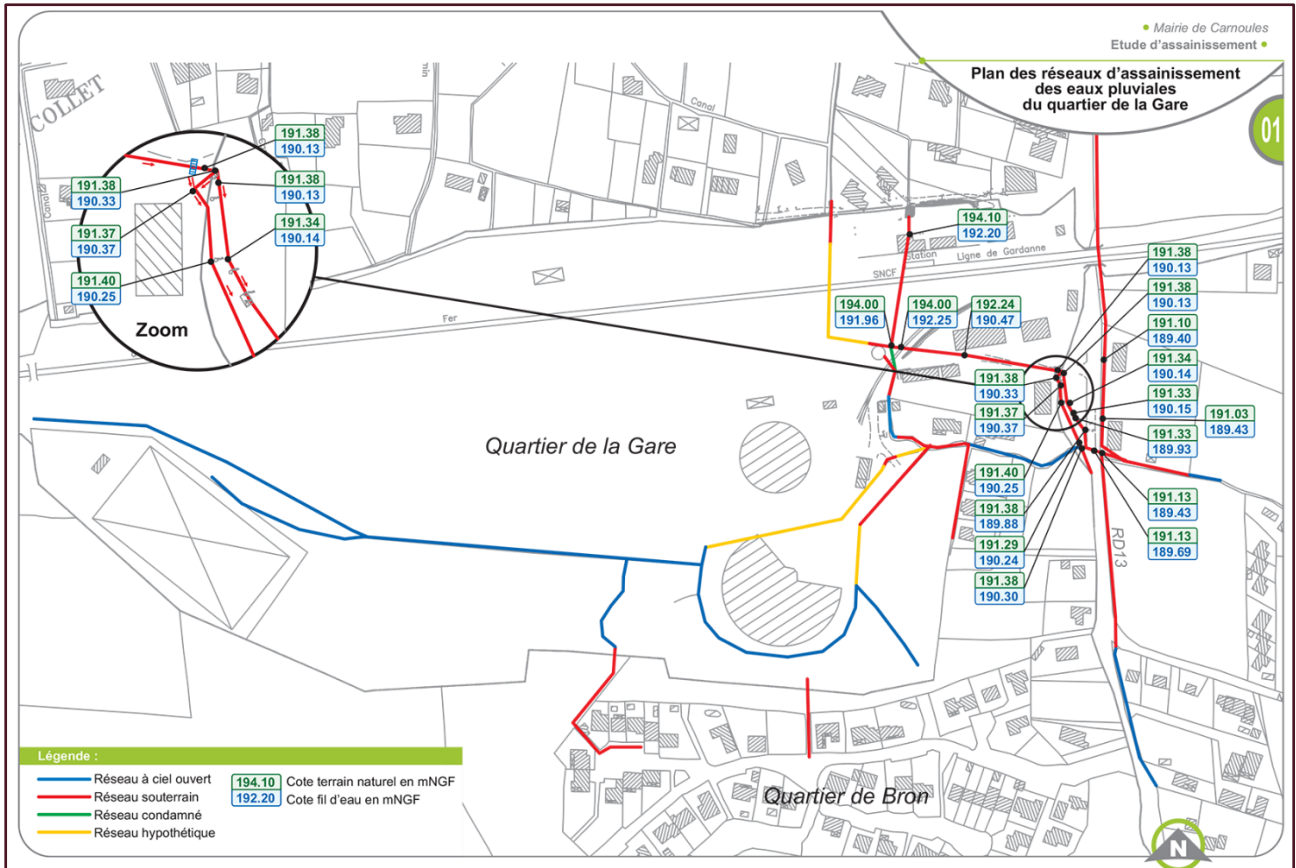 • Mairie de Carnoules
Etude d'assainissement •
Plan des réseaux d'assainissement
des eaux pluviales
du quartier de la Gare
01
COLLET
Canal
Canal
191.38
190.13
191.38
190.33
191.38
190.13
191.37
190.37
191.34
190.14
191.40
190.25
Zoom
194.10
192.20
Station
Ligne de Gardanne
SNCF
Fer
194.00
191.96
194.00
192.25
192.24
190.47
191.38
190.13
191.38
190.13
191.10
189.40
191.34
190.14
191.38
190.33
191.33
190.15
191.03
189.43
191.37
190.37
191.33
189.93
191.40
190.25
191.13
189.43
191.38
189.88
191.13
189.69
191.29
190.24
191.38
190.30
Quartier de la Gare
RD13
Quartier de Bron
Légende :
Réseau à ciel ouvert
Réseau souterrain
Réseau condamné
Réseau hypothétique
194.10
Cote terrain naturel en mNGF
192.20
Cote fil d'eau en mNGF
N